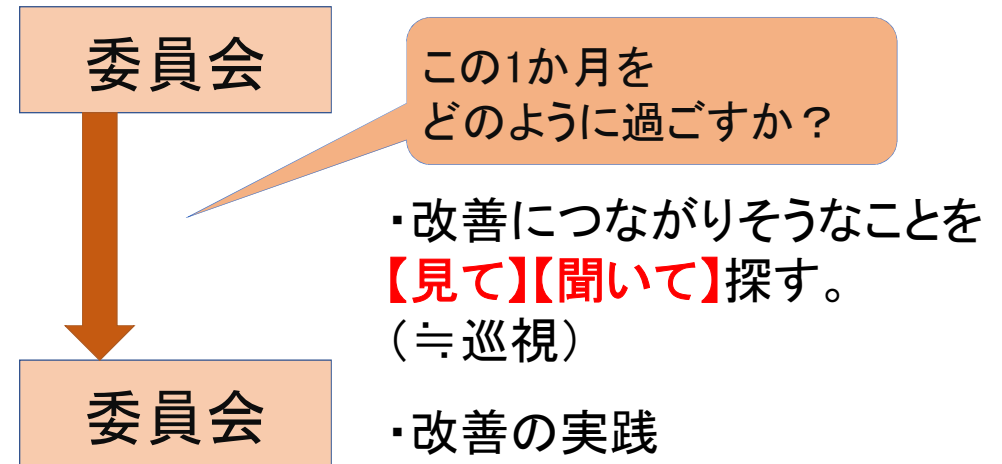 委員会
この1か月を
どのように過ごすか？
・改善につながりそうなことを
【見て】【聞いて】探す。
（≒巡視）
委員会
・改善の実践